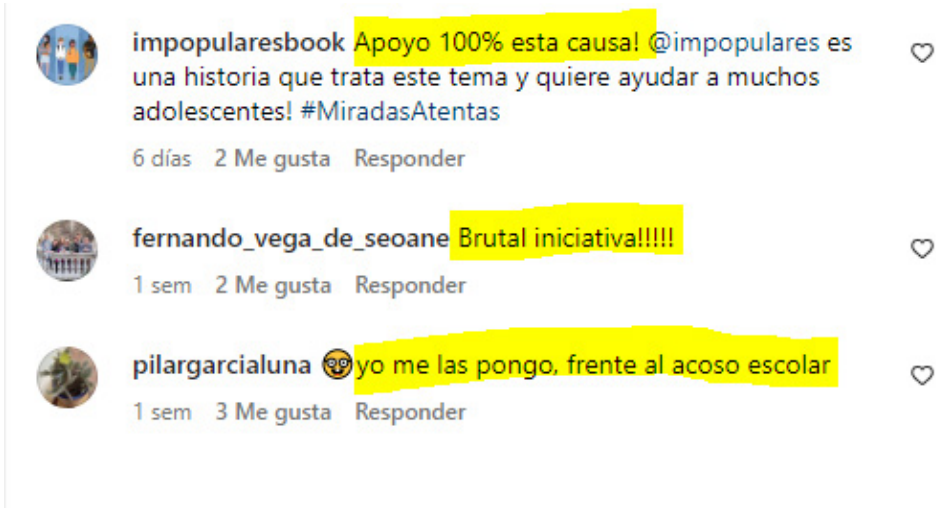 impopularesbook Apoyo 100% esta causa! @impopulares es
una historia que trata este tema y quiere ayudar a muchos
adolescentes! #MiradasAtentas
6 días 2 Me gusta Responder
fernando_vega_de_seoane Brutal iniciativa!!!!!
1 sem 2 Me gusta Responder
pilargarcialuna 🤓yo me las pongo, frente al acoso escolar
1 sem 3 Me gusta Responder